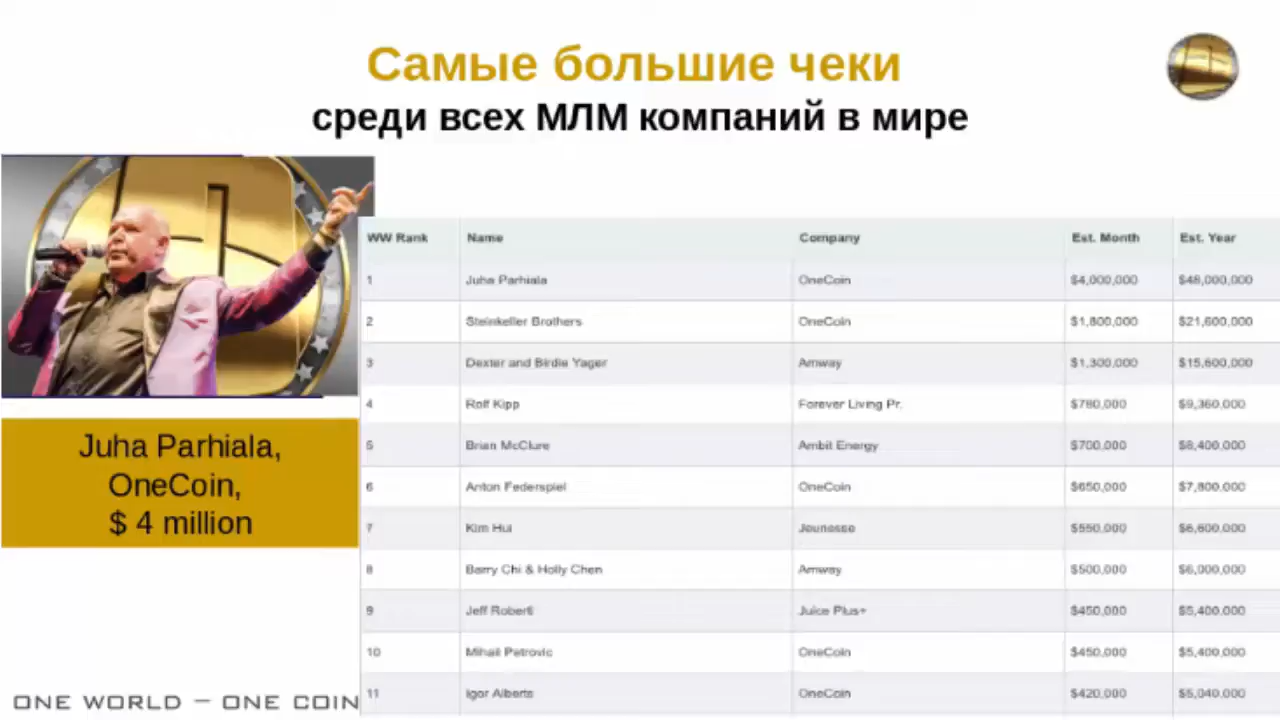 Самые большие чеки
среди всех МЛМ компаний в мире
WW Rank Name Company Est. Month Est. Year
1 Juha Parhiala OneCoin $4,000,000 $48,000,000
2 Steinkeller Brothers OneCoin $1,800,000 $21,600,000
3 Dexter and Birdie Yager Amway $1,300,000 $15,600,000
4 Rolf Kipp Forever Living Pr. $780,000 $9,360,000
5 Brian McClure Ambit Energy $700,000 $8,400,000
6 Anton Federspiel OneCoin $650,000 $7,800,000
7 Kim Hui Jeunesse $550,000 $6,600,000
8 Barry Chi & Holly Chen Amway $500,000 $6,000,000
9 Jeff Roberti Juice Plus+ $450,000 $5,400,000
10 Mihail Petrovic OneCoin $450,000 $5,400,000
11 Igor Alberts OneCoin $420,000 $5,040,000
Juha Parhiala,
OneCoin,
$ 4 million
ONE WORLD – ONE COIN